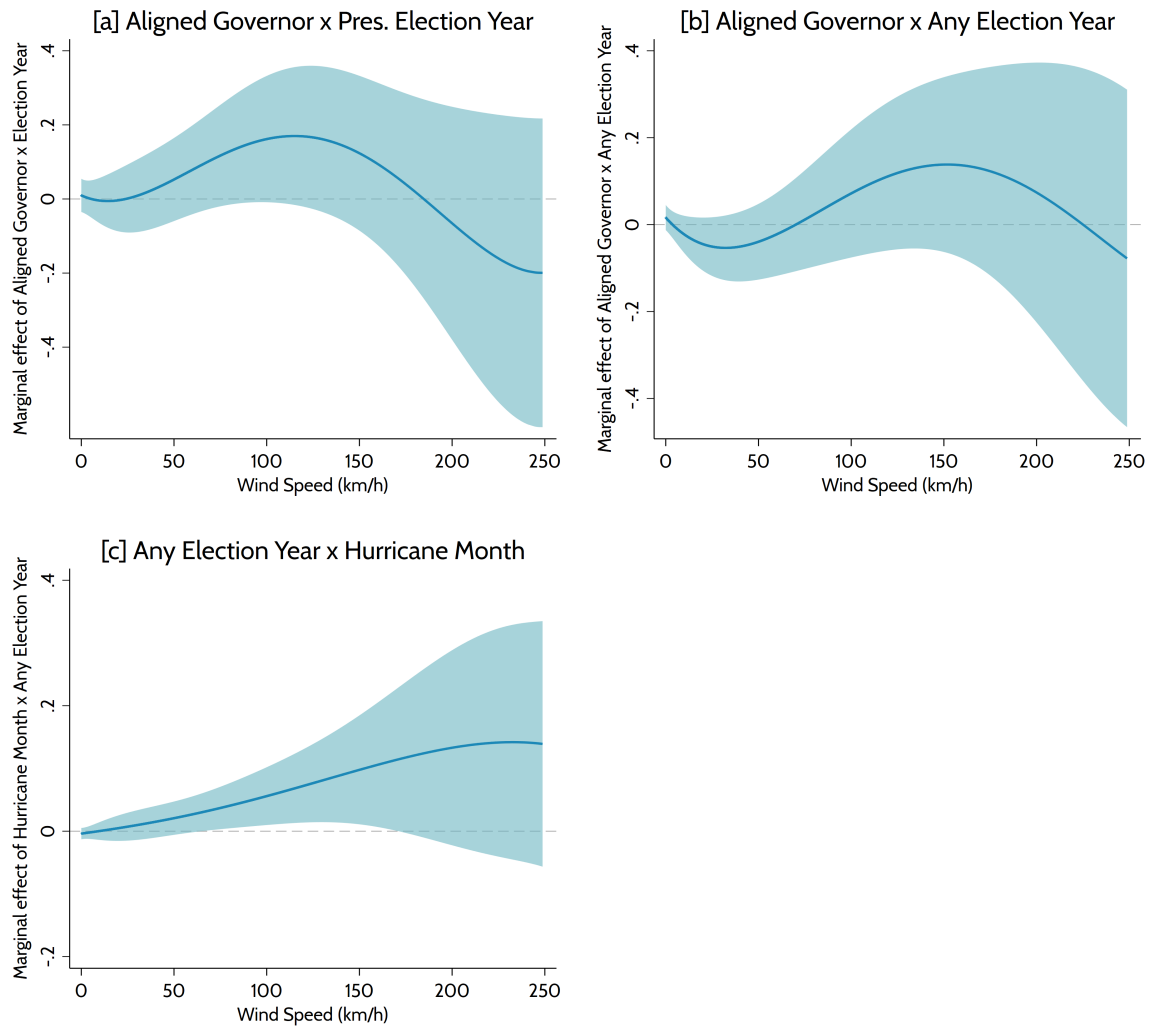 [a] Aligned Governor x Pres. Election Year
Marginal effect of Aligned Governor x Election Year
.4
.2
0
-.2
-.4
0 50 100 150 200 250
Wind Speed (km/h)
[b] Aligned Governor x Any Election Year
Marginal effect of Aligned Governor x Any Election Year
.4
.2
0
-.2
-.4
0 50 100 150 200 250
Wind Speed (km/h)
[c] Any Election Year x Hurricane Month
Marginal effect of Hurricane Month x Any Election Year
.4
.2
0
-.2
0 50 100 150 200 250
Wind Speed (km/h)